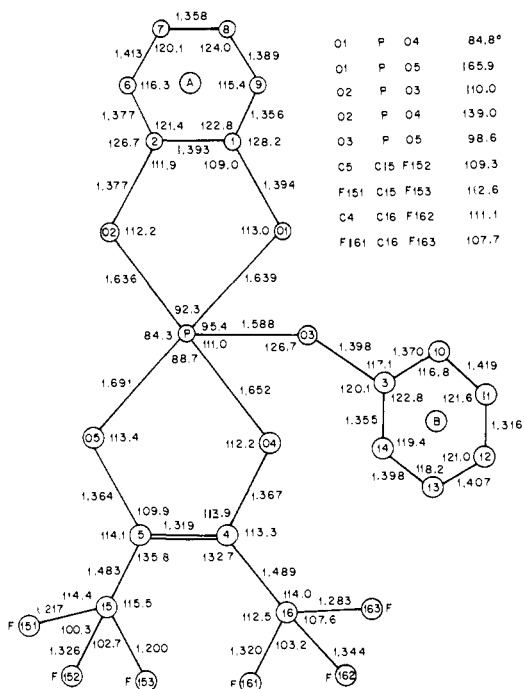 1.358
7 8
1.413 120.1 124.0 1.389
O1 P O4 84.8°
O1 P O5 165.9
6 116.3 A 115.4 9
O2 P O3 110.0
1.377 121.4 122.8 1.356
O2 P O4 139.0
126.7 2 1.393 1 128.2
O3 P O5 98.6
111.9 109.0
C5 C15 F152 109.3
1.377 1.394
F151 C15 F153 112.6
C4 C16 F162 111.1
O2 112.2 113.0 O1
F161 C16 F163 107.7
1.636 1.639
92.3
84.3 P 95.4 1.588 O3
88.7 111.0 126.7 1.398
117.1 1.370 10
1.691 1.652
116.8 1.419
120.1 3 122.8 121.6 11
1.355 B 1.316
O5 113.4 112.2 O4
14 119.4 121.0 12
118.2
1.398 13 1.407
1.364 1.367
109.9 113.9
114.1 5 1.319 4 113.3
135.8 132.7
1.483 1.489
114.4 114.0 1.283 163 F
1.217 15 115.5 112.5 16 107.6
F 151 100.3 103.2
1.326 102.7 1.200 1.320 1.344
F 152 F 153 F 161 F 162